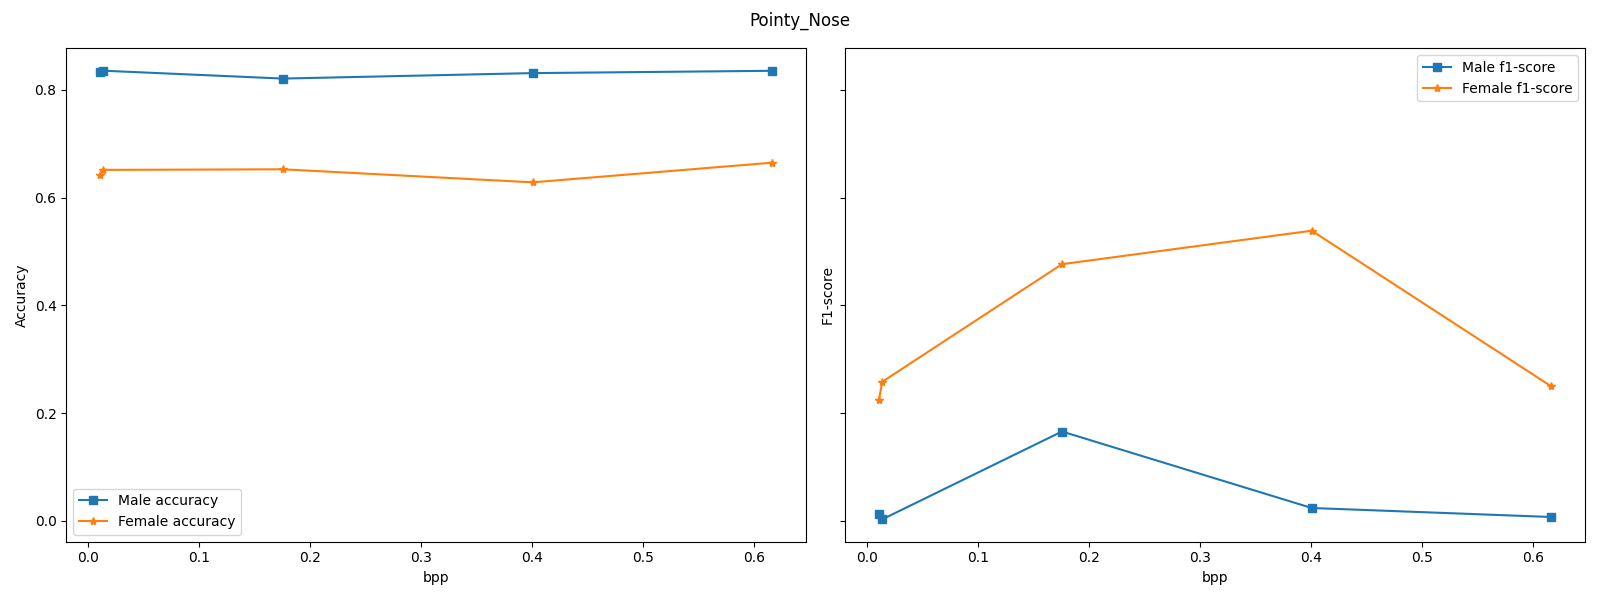 Pointy_Nose
Accuracy
0.8
0.6
0.4
0.2
0.0
Male accuracy
Female accuracy
0.0 0.1 0.2 0.3 0.4 0.5 0.6
bpp
F1-score
Male f1-score
Female f1-score
0.0 0.1 0.2 0.3 0.4 0.5 0.6
bpp